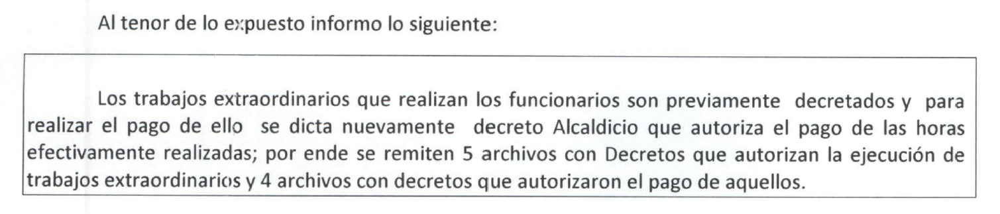 Al tenor de lo expuesto informo lo siguiente:
Los trabajos extraordinarios que realizan los funcionarios son previamente decretados y para
realizar el pago de ello se dicta nuevamente decreto Alcaldicio que autoriza el pago de las horas
efectivamente realizadas; por ende se remiten 5 archivos con Decretos que autorizan la ejecución de
trabajos extraordinarios y 4 archivos con decretos que autorizaron el pago de aquellos.